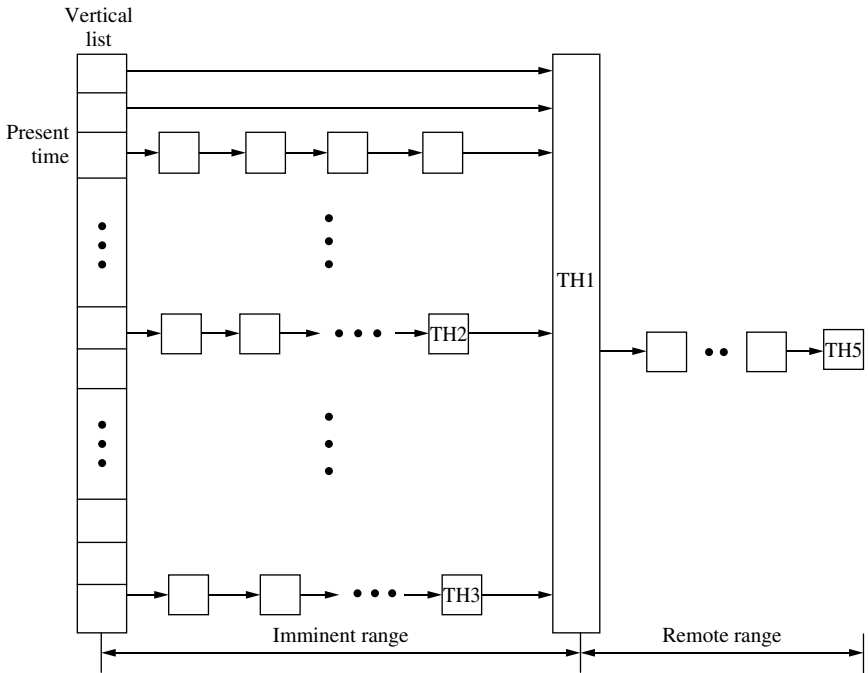 Vertical
list
Present
time
TH1
TH2
TH5
TH3
Imminent range
Remote range